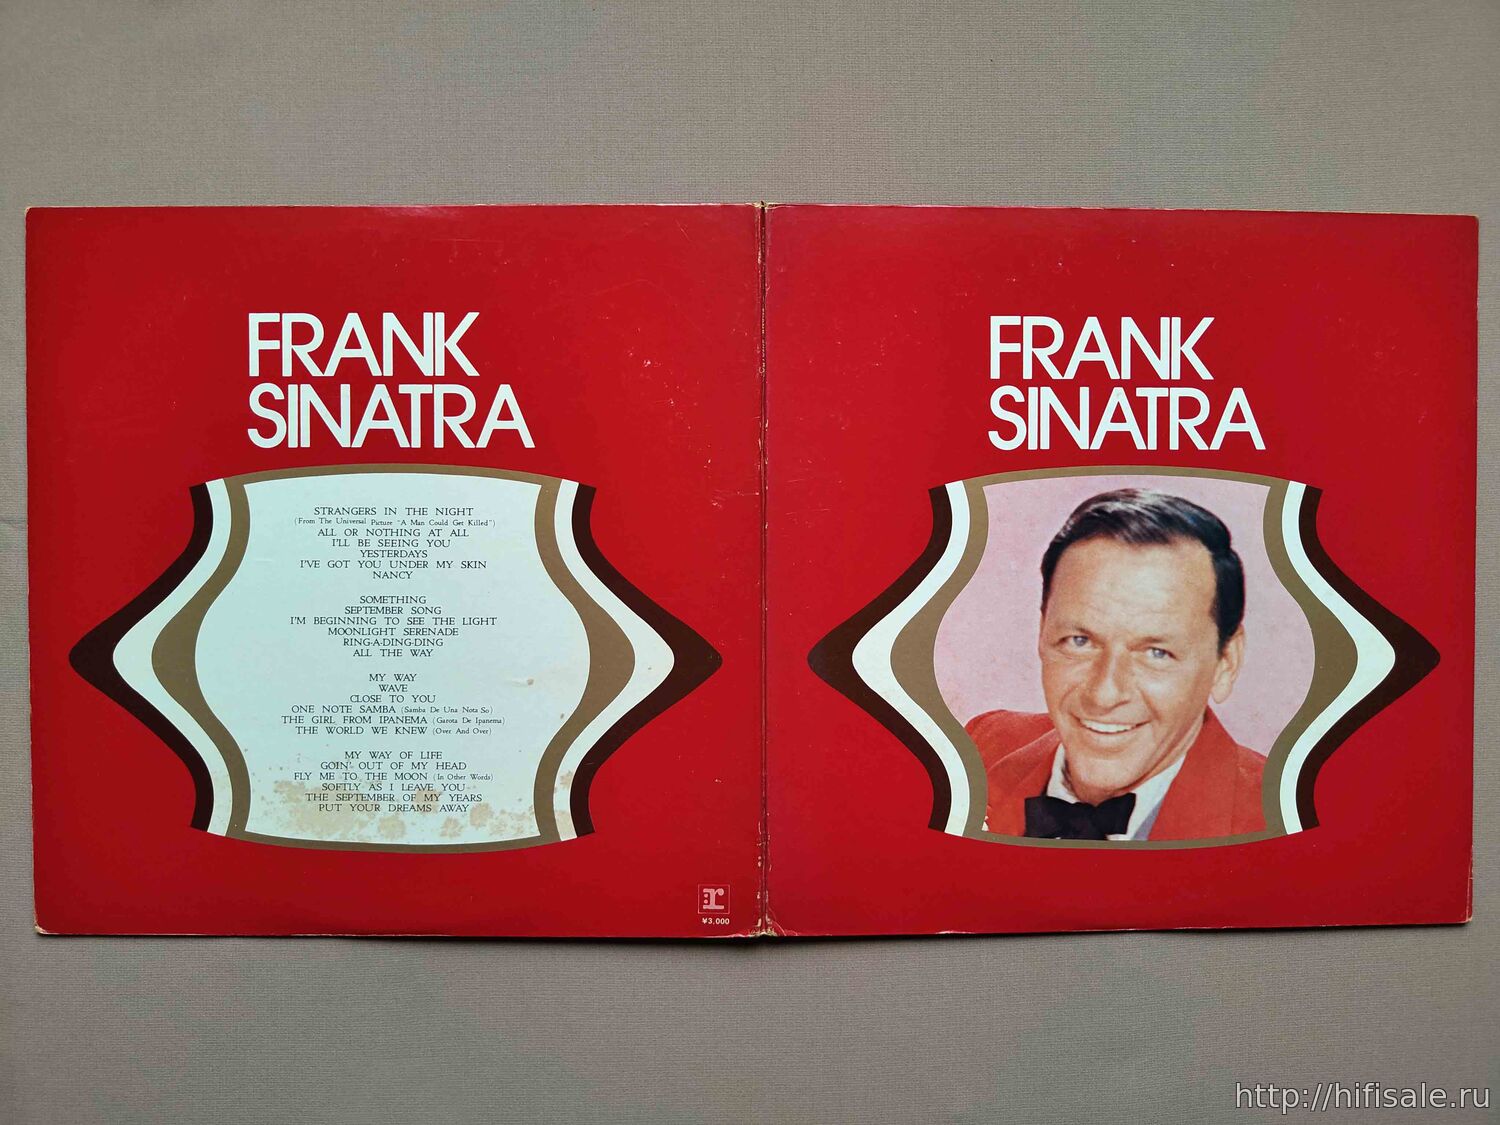 FRANK
SINATRA
STRANGERS IN THE NIGHT
(From The Universal Picture "A Man Could Get Killed")
ALL OR NOTHING AT ALL
I'LL BE SEEING YOU
YESTERDAYS
I'VE GOT YOU UNDER MY SKIN
NANCY
SOMETHING
SEPTEMBER SONG
I'M BEGINNING TO SEE THE LIGHT
MOONLIGHT SERENADE
RING-A-DING-DING
ALL THE WAY
MY WAY
WAVE
CLOSE TO YOU
ONE NOTE SAMBA (Samba De Una Nota So)
THE GIRL FROM IPANEMA (Garota De Ipanema)
THE WORLD WE KNEW (Over And Over)
MY WAY OF LIFE
GOIN' OUT OF MY HEAD
FLY ME TO THE MOON (In Other Words)
SOFTLY AS I LEAVE YOU
THE SEPTEMBER OF MY YEARS
PUT YOUR DREAMS AWAY
r
¥3,000
FRANK
SINATRA
http://hifisale.ru